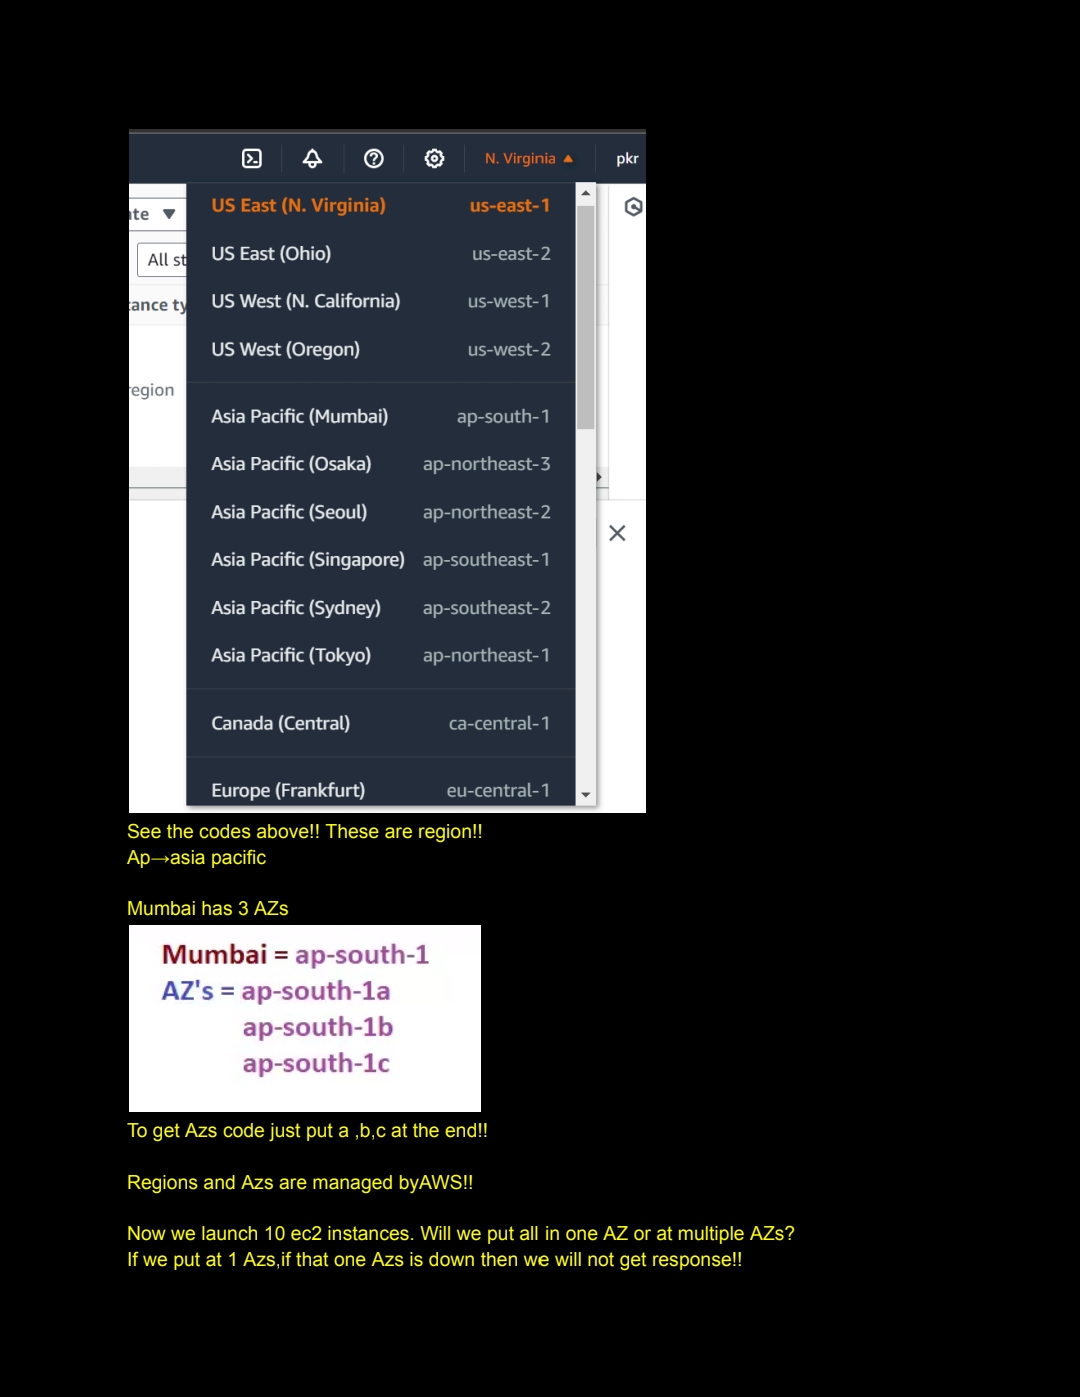 N. Virginia ▲ pkr
ate ▼
All st
ance ty
region
US East (N. Virginia) us-east-1
US East (Ohio) us-east-2
US West (N. California) us-west-1
US West (Oregon) us-west-2
Asia Pacific (Mumbai) ap-south-1
Asia Pacific (Osaka) ap-northeast-3
Asia Pacific (Seoul) ap-northeast-2
Asia Pacific (Singapore) ap-southeast-1
Asia Pacific (Sydney) ap-southeast-2
Asia Pacific (Tokyo) ap-northeast-1
Canada (Central) ca-central-1
Europe (Frankfurt) eu-central-1
See the codes above!! These are region!!
Ap→asia pacific
Mumbai has 3 AZs
Mumbai = ap-south-1
AZ's = ap-south-1a
ap-south-1b
ap-south-1c
To get Azs code just put a ,b,c at the end!!
Regions and Azs are managed byAWS!!
Now we launch 10 ec2 instances. Will we put all in one AZ or at multiple AZs?
If we put at 1 Azs,if that one Azs is down then we will not get response!!